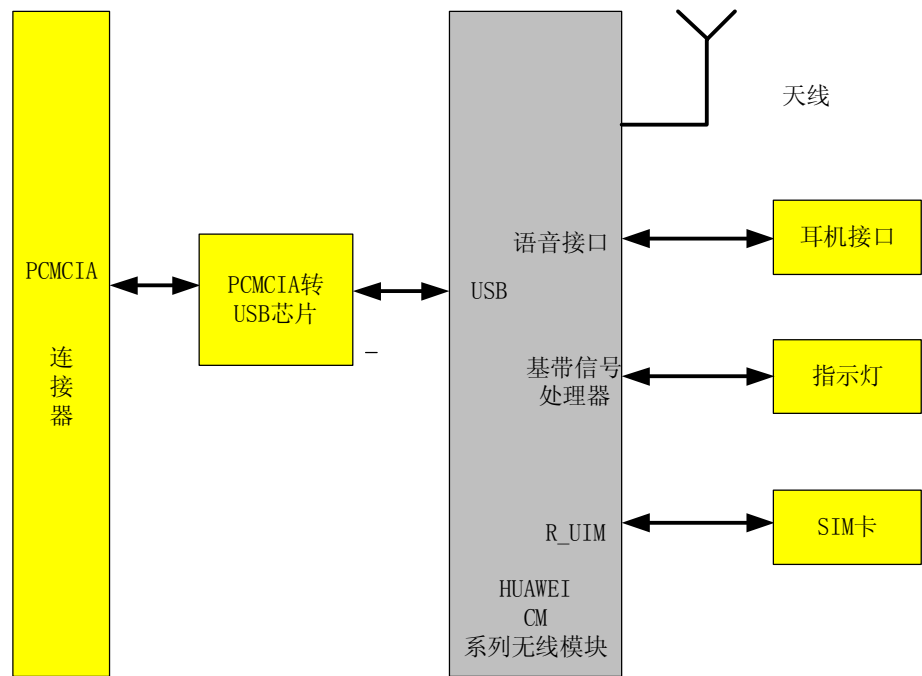 天线
语音接口
耳机接口
PCMCIA
连
接
器
PCMCIA转
USB芯片
USB
基带信号
处理器
指示灯
R_UIM
SIM卡
HUAWEI
CM
系列无线模块